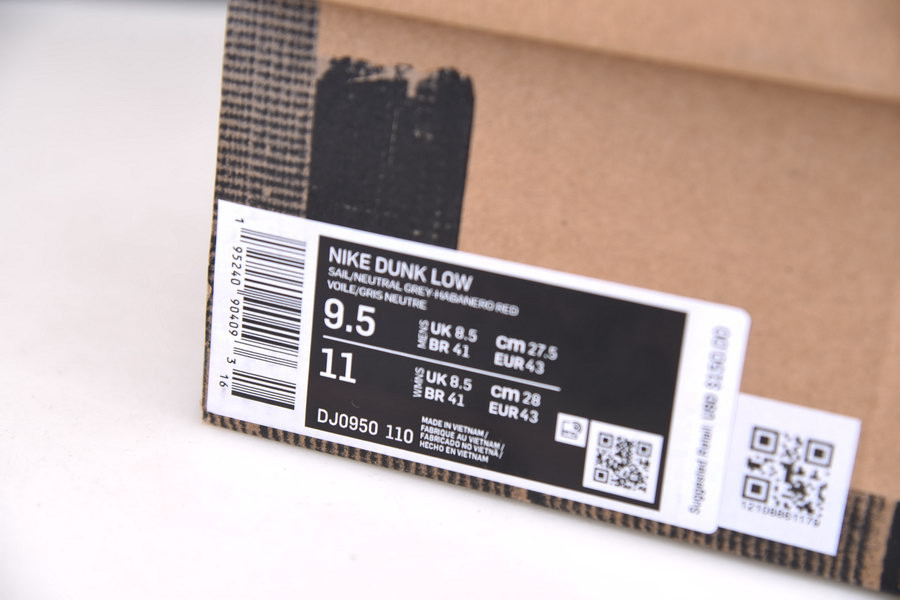 1 95240 90409 3 16
NIKE DUNK LOW
SAIL/NEUTRAL GREY-HABANERO RED
VOILE/GRIS NEUTRE
9.5
MENS
UK 8.5
BR 41
cm 27.5
EUR 43
11
WMNS
UK 8.5
BR 41
cm 28
EUR 43
DJ0950 110
MADE IN VIETNAM /
FABRIQUE AU VIETNAM /
FABRICADO NO VIETNÃ /
HECHO EN VIETNAM
Suggested Retail: USD